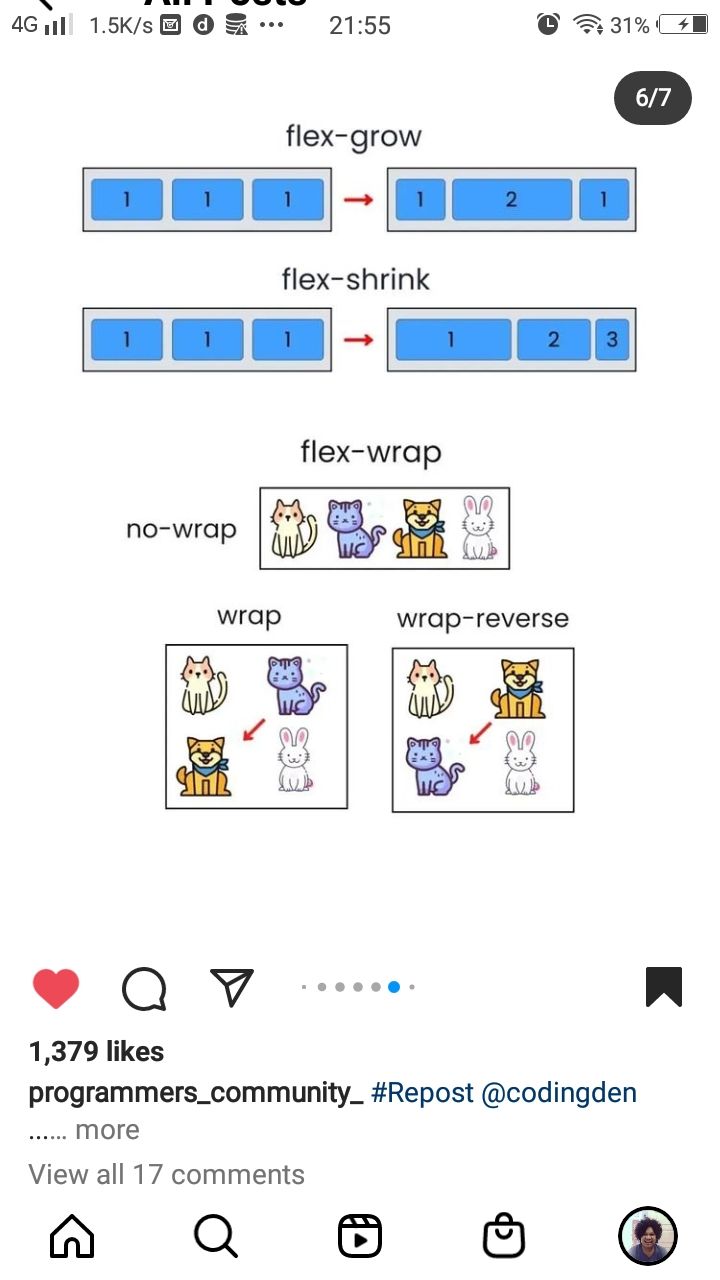 All Posts
4G 1.5K/s d ... 21:55 31%
6/7
flex-grow
1 1 1 1 2 1
flex-shrink
1 1 1 1 2 3
flex-wrap
no-wrap
wrap wrap-reverse
1,379 likes
programmers_community_ #Repost @codingden
...... more
View all 17 comments